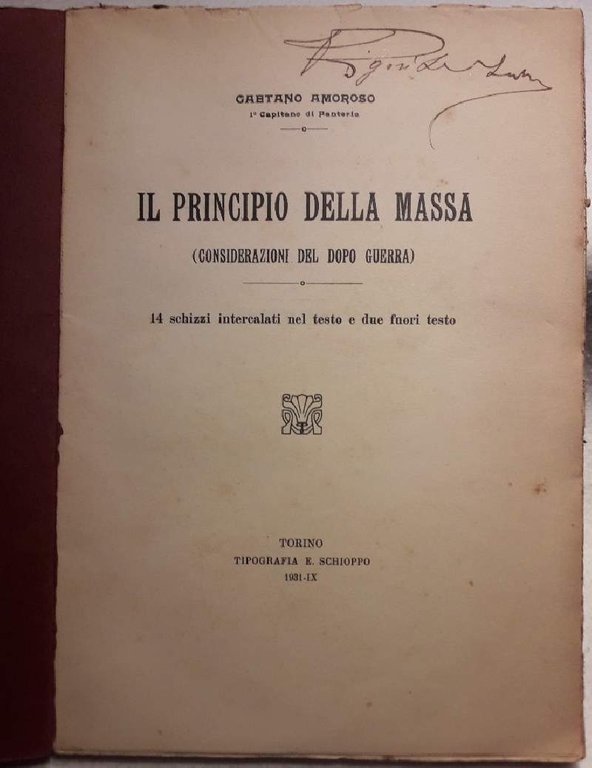 GAETANO AMOROSO
1º Capitano di Fanteria
IL PRINCIPIO DELLA MASSA
(CONSIDERAZIONI DEL DOPO GUERRA)
14 schizzi intercalati nel testo e due fuori testo
TORINO
TIPOGRAFIA E. SCHIOPPO
1931-IX